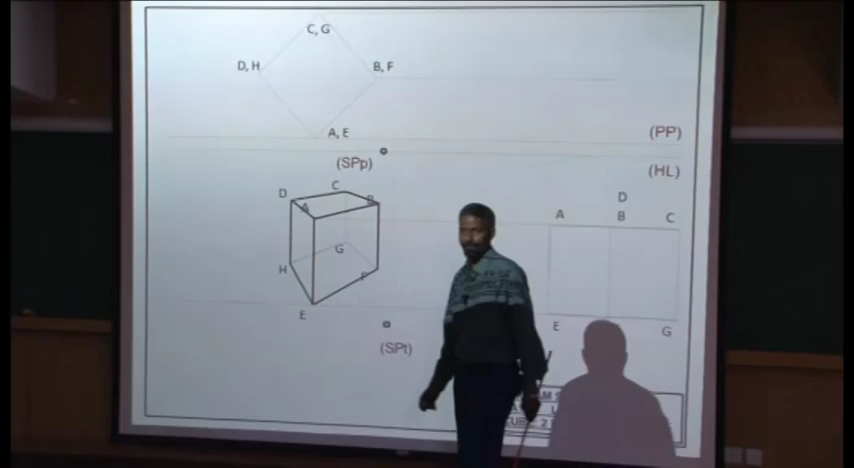 C, G
D, H
B, F
A, E
(PP)
(SPp)
(HL)
D
C
D
A
B
A
B
C
G
H
F
E
E
G
(SPt)